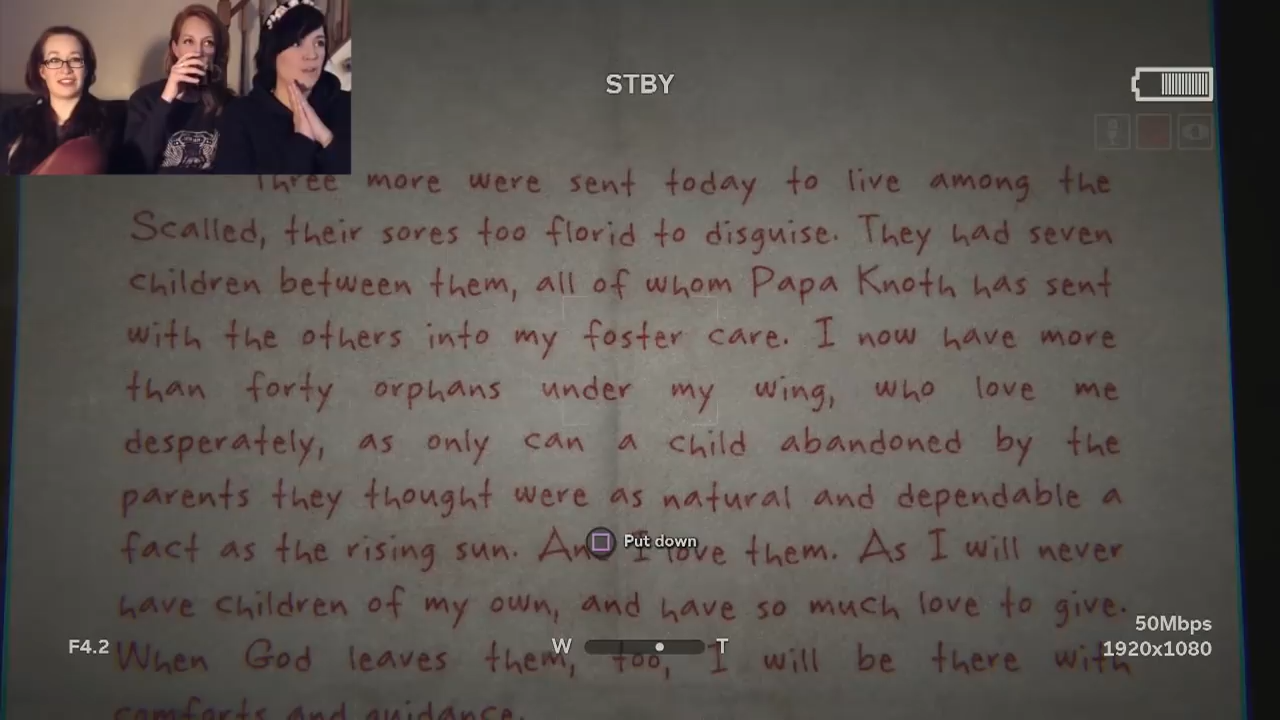 STBY
Three more were sent today to live among the
Scalled, their sores too florid to disguise. They had seven
children between them, all of whom Papa Knoth has sent
with the others into my foster care. I now have more
than forty orphans under my wing, who love me
desperately, as only can a child abandoned by the
parents they thought were as natural and dependable a
fact as the rising sun. And I love them. As I will never
Put down
have children of my own, and have so much love to give.
When God leaves them, too, I will be there with
comforts and guidance.
F4.2
W T
50Mbps
1920x1080